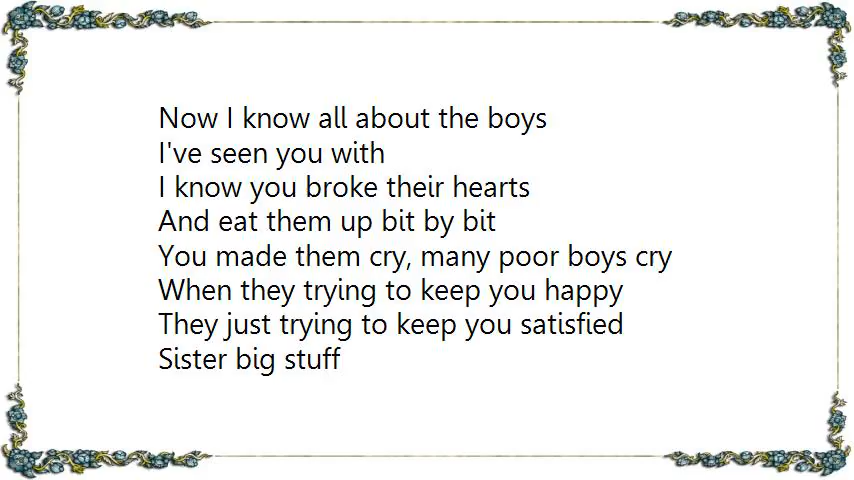 Now I know all about the boys
I've seen you with
I know you broke their hearts
And eat them up bit by bit
You made them cry, many poor boys cry
When they trying to keep you happy
They just trying to keep you satisfied
Sister big stuff